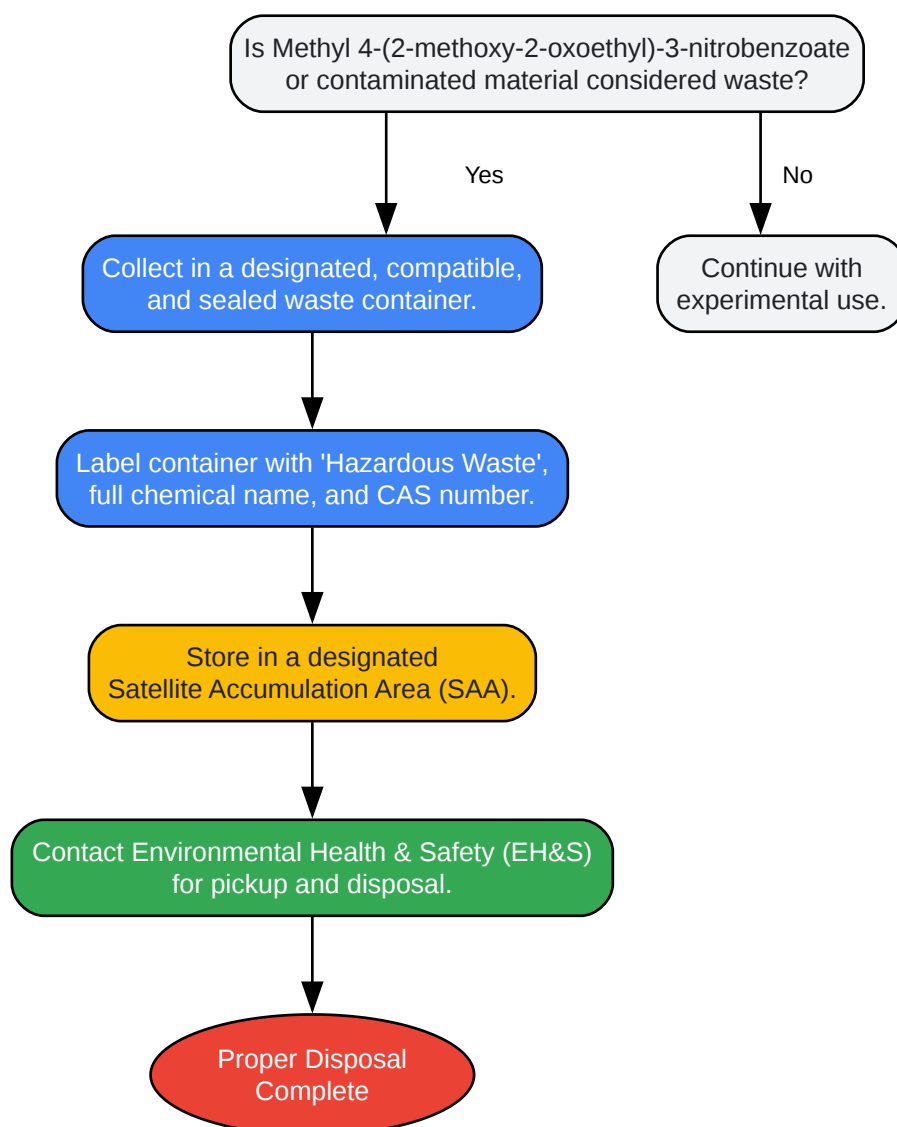 Is Methyl 4-(2-methoxy-2-oxoethyl)-3-nitrobenzoate
or contaminated material considered waste?
Yes
No
Collect in a designated, compatible,
and sealed waste container.
Continue with
experimental use.
Label container with 'Hazardous Waste',
full chemical name, and CAS number.
Store in a designated
Satellite Accumulation Area (SAA).
Contact Environmental Health & Safety (EH&S)
for pickup and disposal.
Proper Disposal
Complete